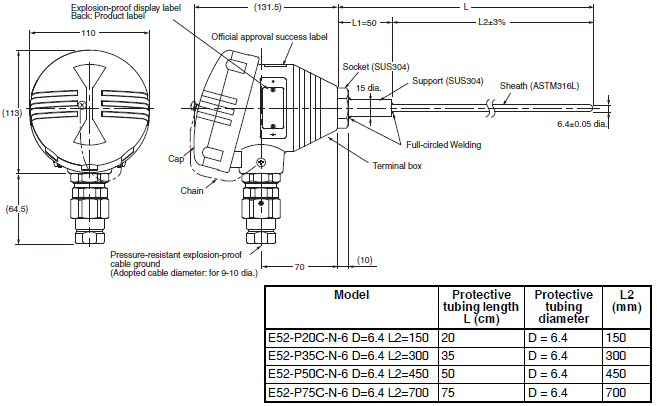 Explosion-proof display label
Back: Product label
(131.5)
L
L1=50
L2±3%
110
Official approval success label
Socket (SUS304)
Support (SUS304)
15 dia.
Sheath (ASTM316L)
(113)
6.4±0.05 dia.
Full-circled Welding
Cap
Terminal box
Chain
(64.5)
Pressure-resistant explosion-proof
cable ground
(Adopted cable diameter: for 9-10 dia.)
70
(10)
Model Protective tubing length L (cm) Protective tubing diameter L2 (mm)
E52-P20C-N-6 D=6.4 L2=150 20 D = 6.4 150
E52-P35C-N-6 D=6.4 L2=300 35 D = 6.4 300
E52-P50C-N-6 D=6.4 L2=450 50 D = 6.4 450
E52-P75C-N-6 D=6.4 L2=700 75 D = 6.4 700